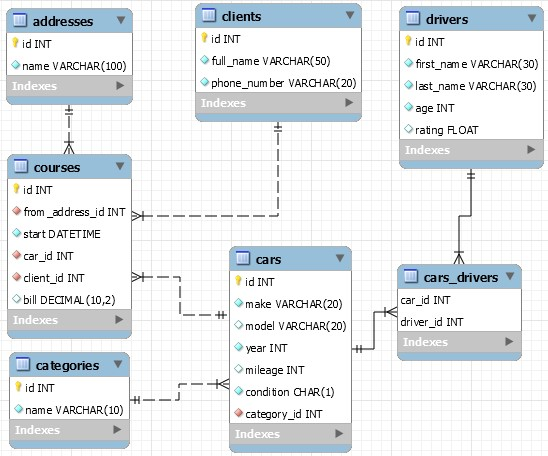 addresses
id INT
name VARCHAR(100)
Indexes
clients
id INT
full_name VARCHAR(50)
phone_number VARCHAR(20)
Indexes
drivers
id INT
first_name VARCHAR(30)
last_name VARCHAR(30)
age INT
rating FLOAT
Indexes
courses
id INT
from_address_id INT
start DATETIME
car_id INT
client_id INT
bill DECIMAL(10,2)
Indexes
cars
id INT
make VARCHAR(20)
model VARCHAR(20)
year INT
mileage INT
condition CHAR(1)
category_id INT
Indexes
cars_drivers
car_id INT
driver_id INT
Indexes
categories
id INT
name VARCHAR(10)
Indexes